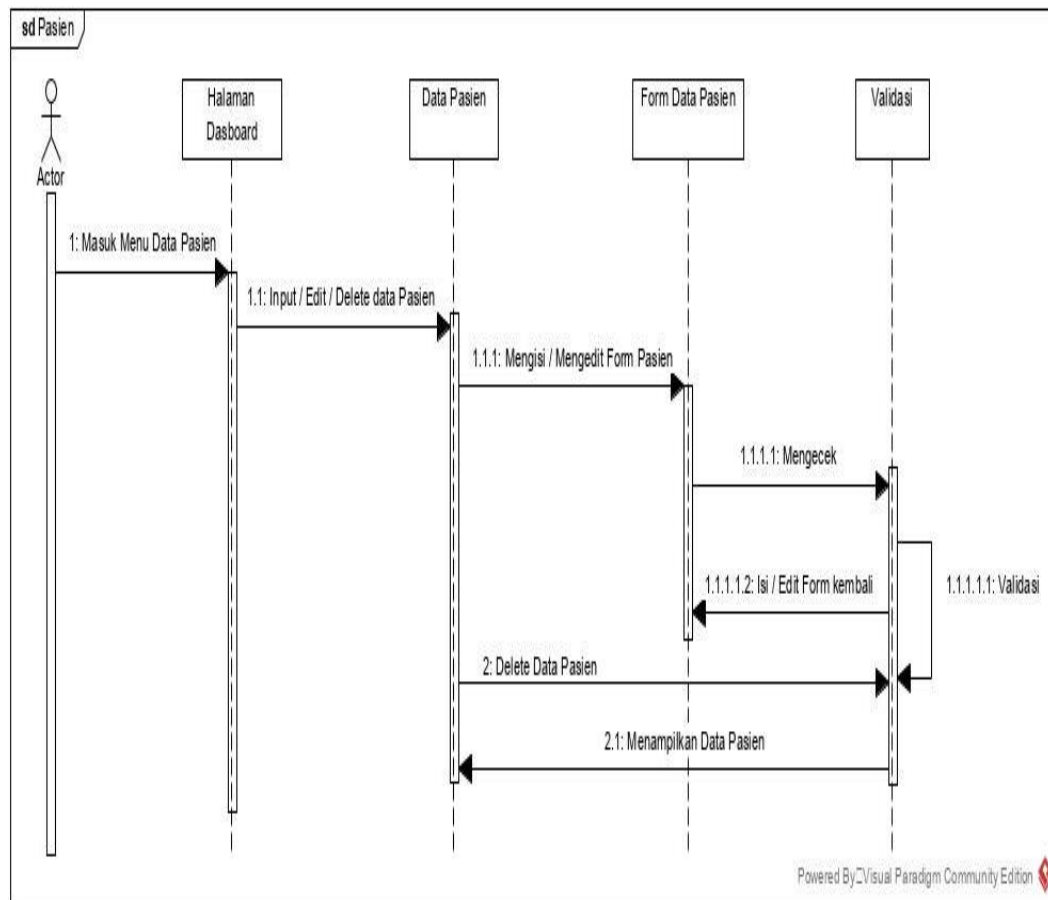 sd Pasien
Halaman
Dasboard
Data Pasien
Form Data Pasien
Validasi
Actor
1: Masuk Menu Data Pasien
1.1: Input / Edit / Delete data Pasien
1.1.1: Mengisi / Mengedit Form Pasien
1.1.1.1: Mengecek
1.1.1.1.2: Isi / Edit Form kembali
1.1.1.1.1: Validasi
2: Delete Data Pasien
2.1: Menampilkan Data Pasien
Powered By Visual Paradigm Community Edition